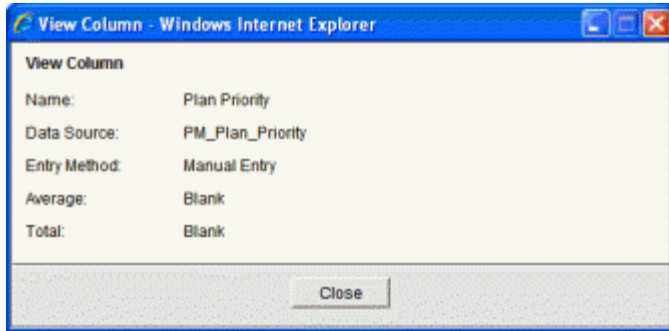 View Column - Windows Internet Explorer
View Column
Name: Plan Priority
Data Source: PM_Plan_Priority
Entry Method: Manual Entry
Average: Blank
Total: Blank
Close